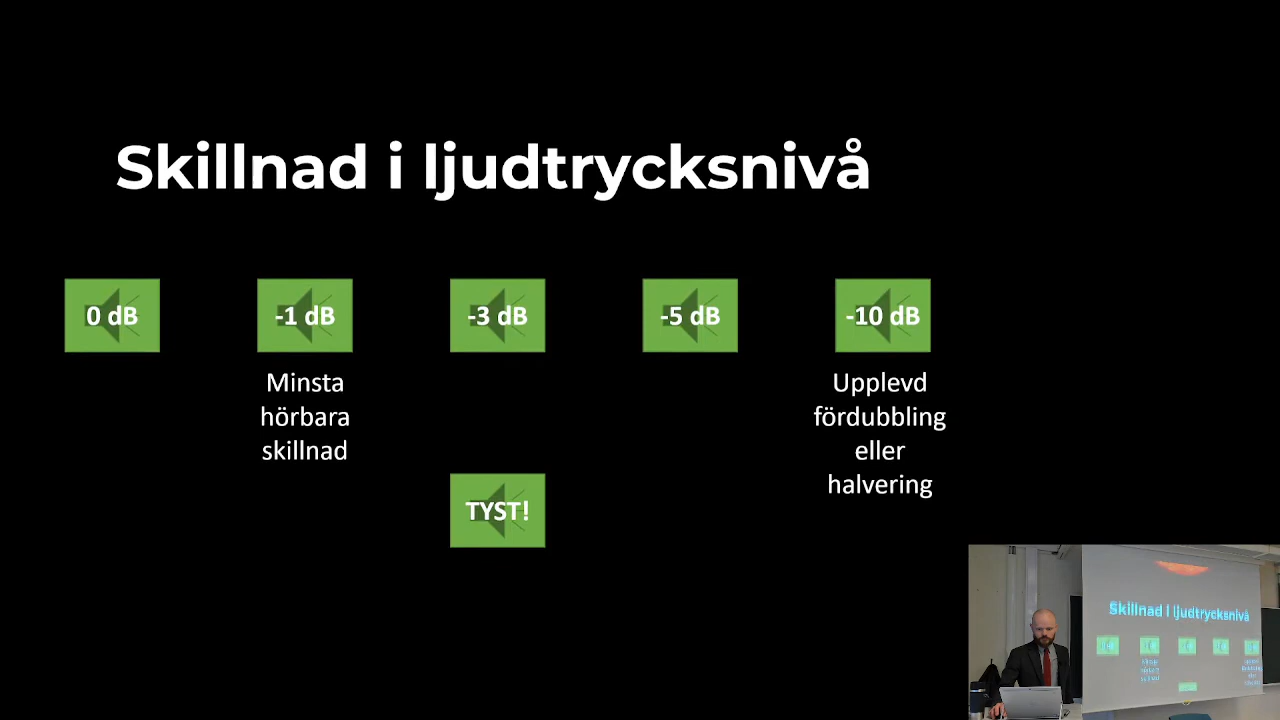 Skillnad i ljudtrycksnivå
0 dB
-1 dB
-3 dB
-5 dB
-10 dB
Minsta
hörbara
skillnad
Upplevd
fördubbling
eller
halvering
TYST!
Skillnad i ljudtrycksnivå